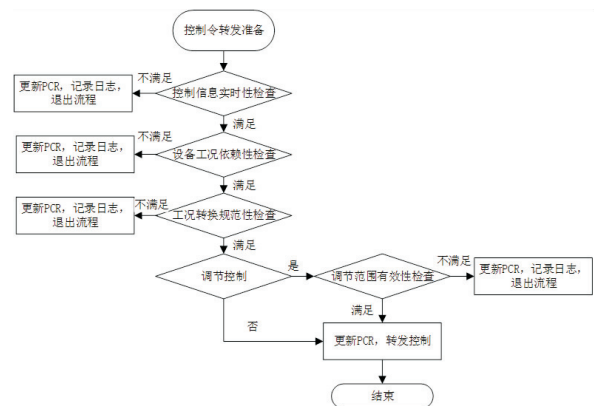 控制令转发准备
不满足
更新PCR，记录日志，
退出流程
控制信息实时性检查
满足
不满足
更新PCR，记录日志，
退出流程
设备工况依赖性检查
满足
不满足
更新PCR，记录日志，
退出流程
工况转换规范性检查
满足
调节控制
是
调节范围有效性检查
不满足
更新PCR，记录日志，
退出流程
满足
否
更新PCR，转发控制
结束